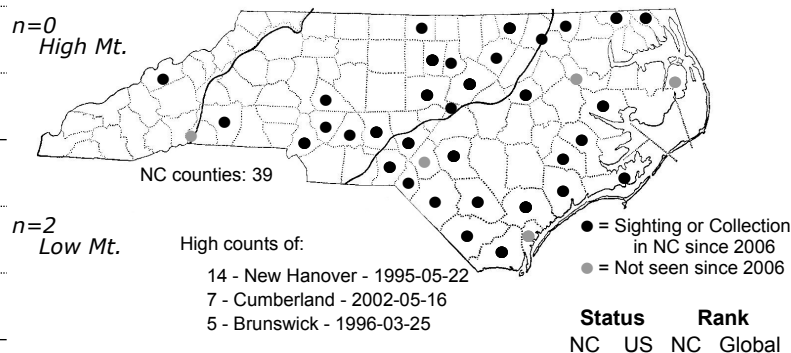 n=0
High Mt.
NC counties: 39
n=2
Low Mt.
High counts of:
14 - New Hanover - 1995-05-22
7 - Cumberland - 2002-05-16
5 - Brunswick - 1996-03-25
= Sighting or Collection
in NC since 2006
= Not seen since 2006
Status Rank
NC US NC Global